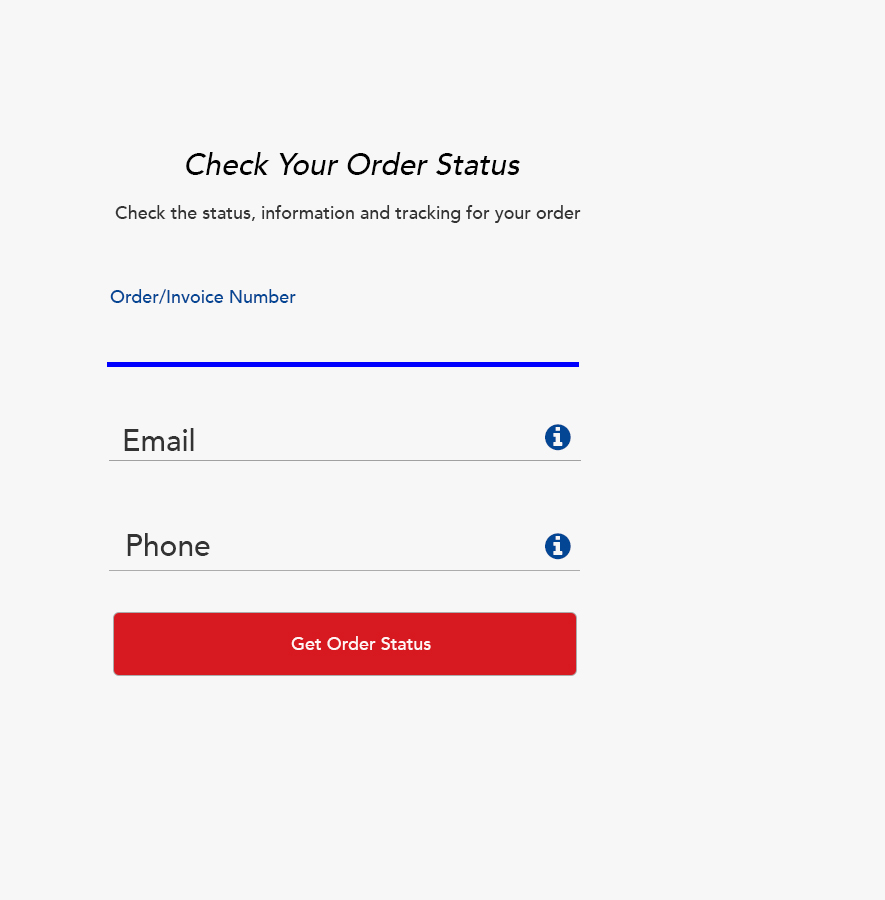 Check Your Order Status
Check the status, information and tracking for your order
Order/Invoice Number
Email
Phone
Get Order Status